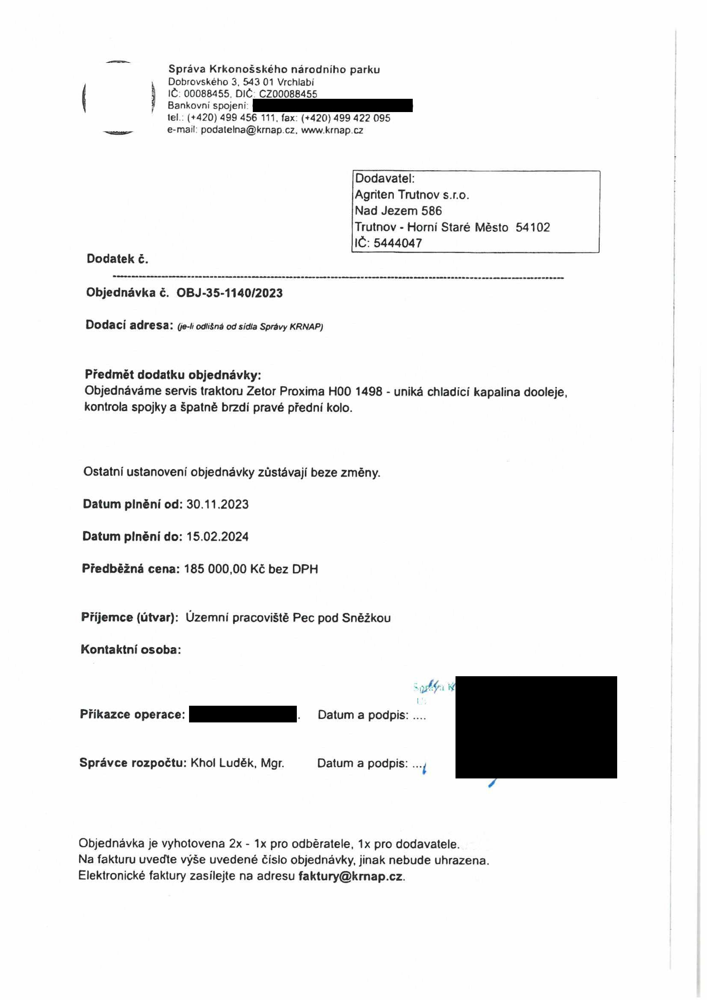 Správa Krkonošského národního parku
Dobrovského 3, 543 01 Vrchlabí
IČ: 00088455, DIČ: CZ00088455
Bankovní spojení:
tel.: (+420) 499 456 111, fax: (+420) 499 422 095
e-mail: podatelna@krnap.cz, www.krnap.cz
Dodavatel:
Agriten Trutnov s.r.o.
Nad Jezem 586
Trutnov - Horní Staré Město 54102
IČ: 5444047
Dodatek č.
Objednávka č. OBJ-35-1140/2023
Dodací adresa: (je-li odlišná od sídla Správy KRNAP)
Předmět dodatku objednávky:
Objednáváme servis traktoru Zetor Proxima H00 1498 - uniká chladící kapalina dooleje,
kontrola spojky a špatně brzdí pravé přední kolo.
Ostatní ustanovení objednávky zůstávají beze změny.
Datum plnění od: 30.11.2023
Datum plnění do: 15.02.2024
Předběžná cena: 185 000,00 Kč bez DPH
Příjemce (útvar): Územní pracoviště Pec pod Sněžkou
Kontaktní osoba:
Správa K
Příkazce operace: . Datum a podpis: ....
Správce rozpočtu: Khol Luděk, Mgr. Datum a podpis: ...
Objednávka je vyhotovena 2x - 1x pro odběratele, 1x pro dodavatele.
Na fakturu uveďte výše uvedené číslo objednávky, jinak nebude uhrazena.
Elektronické faktury zasílejte na adresu faktury@krnap.cz.